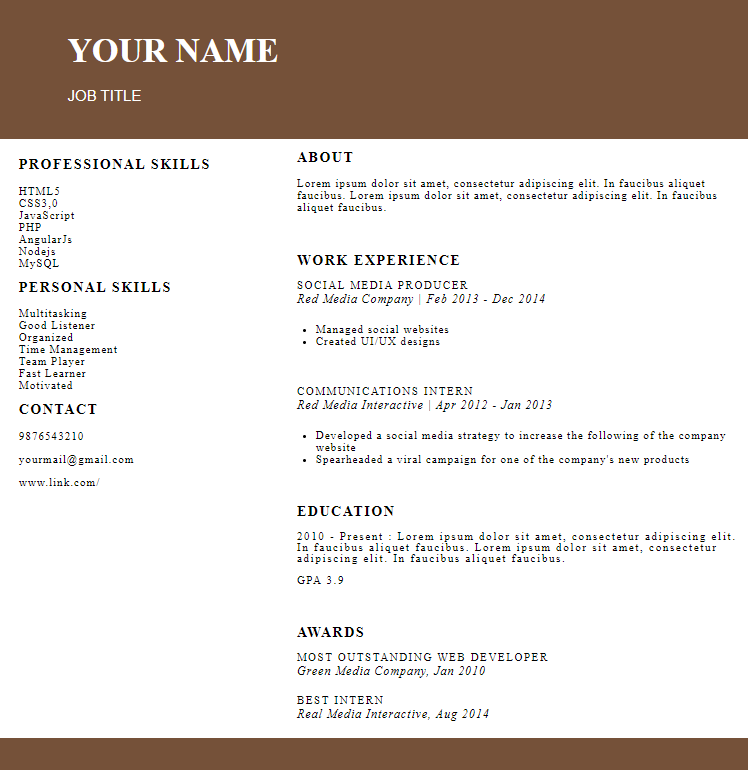 YOUR NAME
JOB TITLE
PROFESSIONAL SKILLS
HTML5
CSS3,0
JavaScript
PHP
AngularJs
Nodejs
MySQL
PERSONAL SKILLS
Multitasking
Good Listener
Organized
Time Management
Team Player
Fast Learner
Motivated
CONTACT
9876543210
yourmail@gmail.com
www.link.com/
ABOUT
Lorem ipsum dolor sit amet, consectetur adipiscing elit. In faucibus aliquet
faucibus. Lorem ipsum dolor sit amet, consectetur adipiscing elit. In faucibus
aliquet faucibus.
WORK EXPERIENCE
SOCIAL MEDIA PRODUCER
Red Media Company | Feb 2013 - Dec 2014
• Managed social websites
• Created UI/UX designs
COMMUNICATIONS INTERN
Red Media Interactive | Apr 2012 - Jan 2013
• Developed a social media strategy to increase the following of the company
website
• Spearheaded a viral campaign for one of the company's new products
EDUCATION
2010 - Present : Lorem ipsum dolor sit amet, consectetur adipiscing elit.
In faucibus aliquet faucibus. Lorem ipsum dolor sit amet, consectetur
adipiscing elit. In faucibus aliquet faucibus.
GPA 3.9
AWARDS
MOST OUTSTANDING WEB DEVELOPER
Green Media Company, Jan 2010
BEST INTERN
Real Media Interactive, Aug 2014